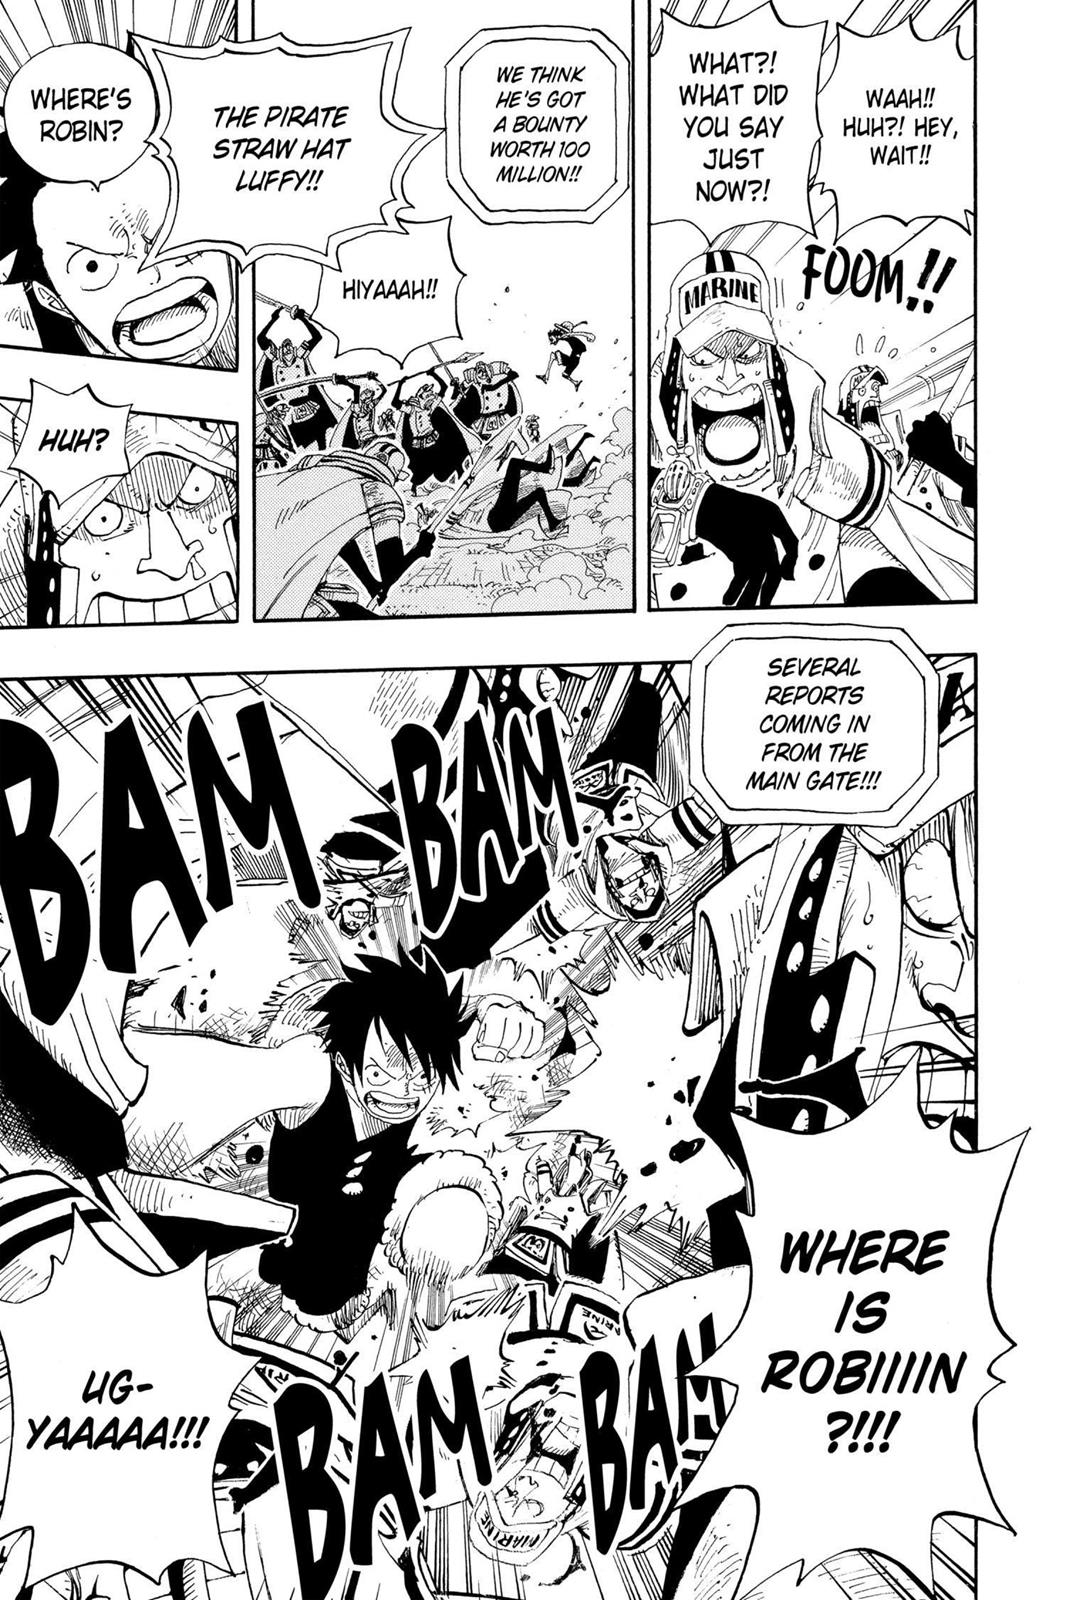 WAAH!!
HUH?! HEY,
WAIT!!
WHAT?!
WHAT DID
YOU SAY
JUST
NOW?!
FOOM!!
MARINE
WE THINK
HE'S GOT
A BOUNTY
WORTH 100
MILLION!!
HIYAAAH!!
THE PIRATE
STRAW HAT
LUFFY!!
WHERE'S
ROBIN?
HUH?
SEVERAL
REPORTS
COMING IN
FROM THE
MAIN GATE!!!
BAM
BAM
WHERE
IS
ROBIIIIN
?!!!
BAM
BAM
UG-
YAAAAA!!!
ARINE
MARINE